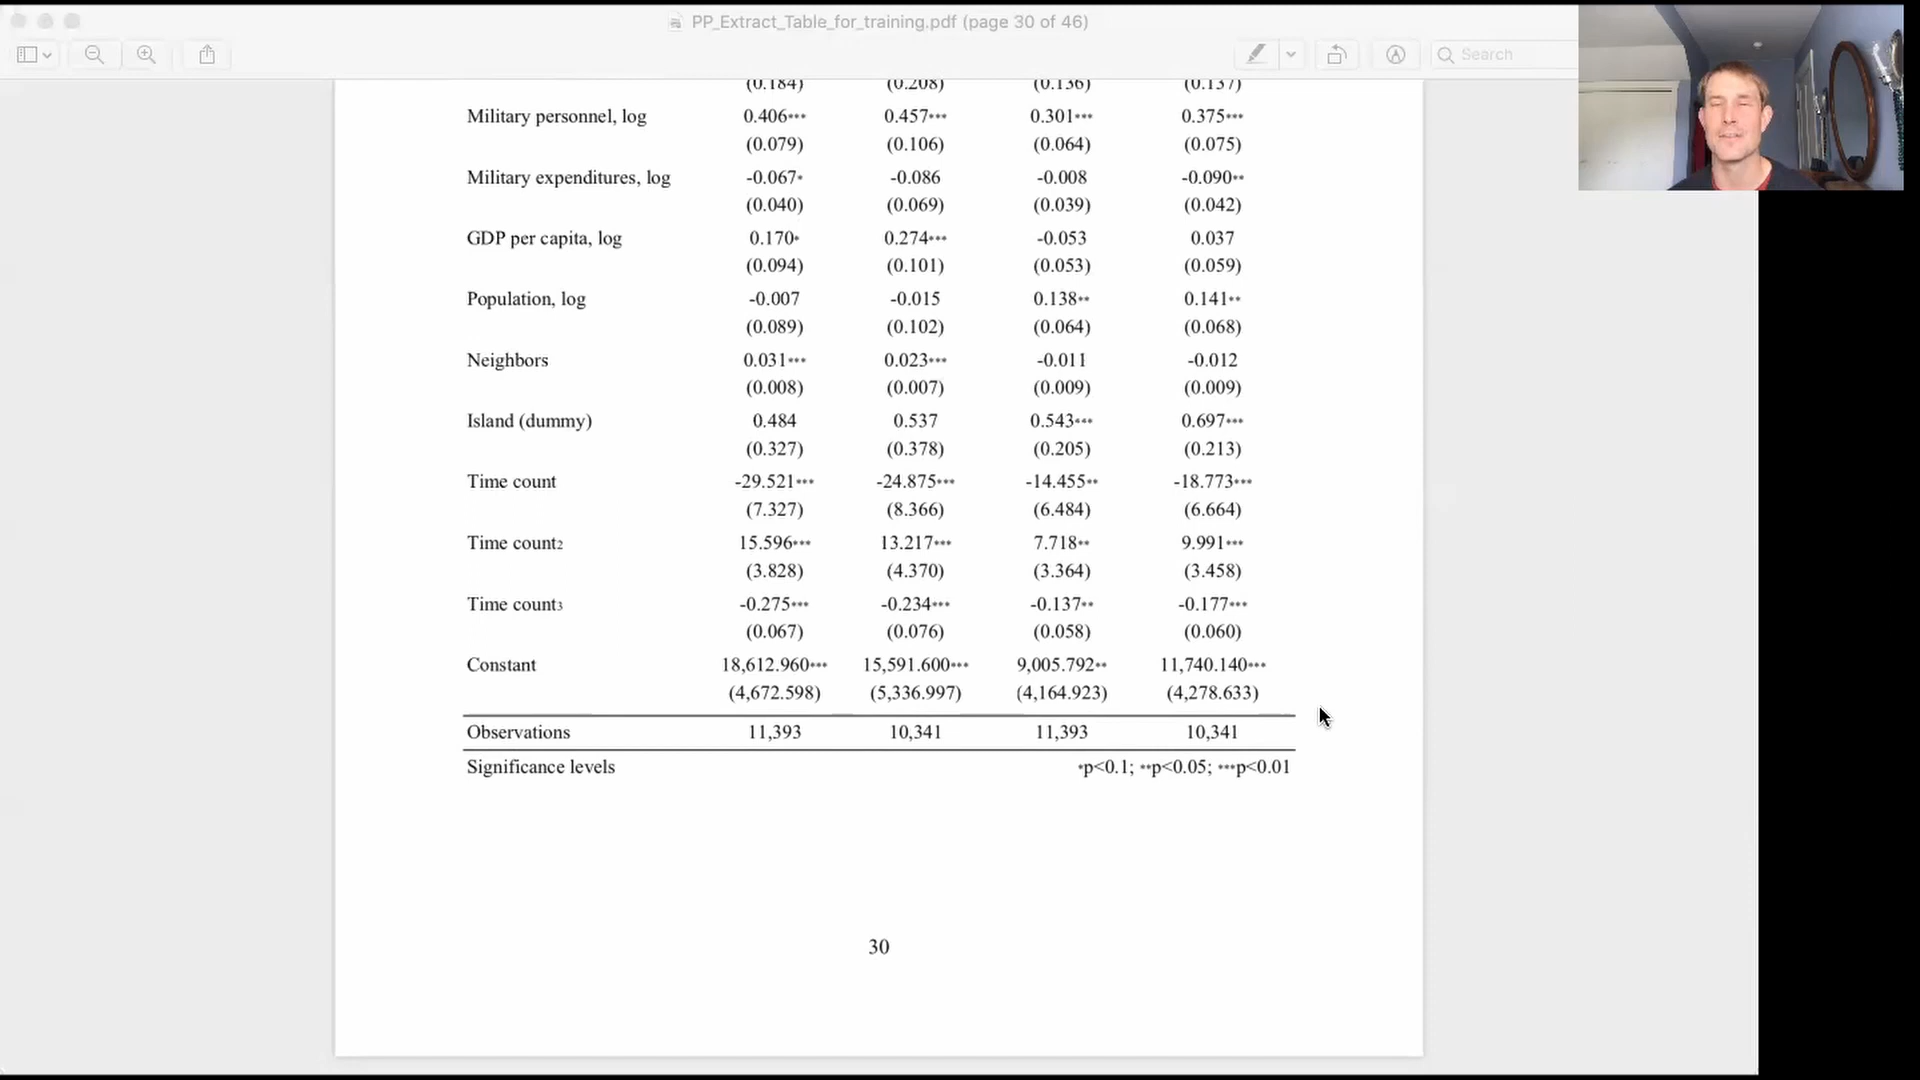 PP_Extract_Table_for_training.pdf (page 30 of 46)
Search
(0.184) (0.208) (0.136) (0.137)
Military personnel, log 0.406*** 0.457*** 0.301*** 0.375***
(0.079) (0.106) (0.064) (0.075)
Military expenditures, log -0.067* -0.086 -0.008 -0.090**
(0.040) (0.069) (0.039) (0.042)
GDP per capita, log 0.170* 0.274*** -0.053 0.037
(0.094) (0.101) (0.053) (0.059)
Population, log -0.007 -0.015 0.138** 0.141**
(0.089) (0.102) (0.064) (0.068)
Neighbors 0.031*** 0.023*** -0.011 -0.012
(0.008) (0.007) (0.009) (0.009)
Island (dummy) 0.484 0.537 0.543*** 0.697***
(0.327) (0.378) (0.205) (0.213)
Time count -29.521*** -24.875*** -14.455** -18.773***
(7.327) (8.366) (6.484) (6.664)
Time count2 15.596*** 13.217*** 7.718** 9.991***
(3.828) (4.370) (3.364) (3.458)
Time count3 -0.275*** -0.234*** -0.137** -0.177***
(0.067) (0.076) (0.058) (0.060)
Constant 18,612.960*** 15,591.600*** 9,005.792** 11,740.140***
(4,672.598) (5,336.997) (4,164.923) (4,278.633)
Observations 11,393 10,341 11,393 10,341
Significance levels *p<0.1; **p<0.05; ***p<0.01
30